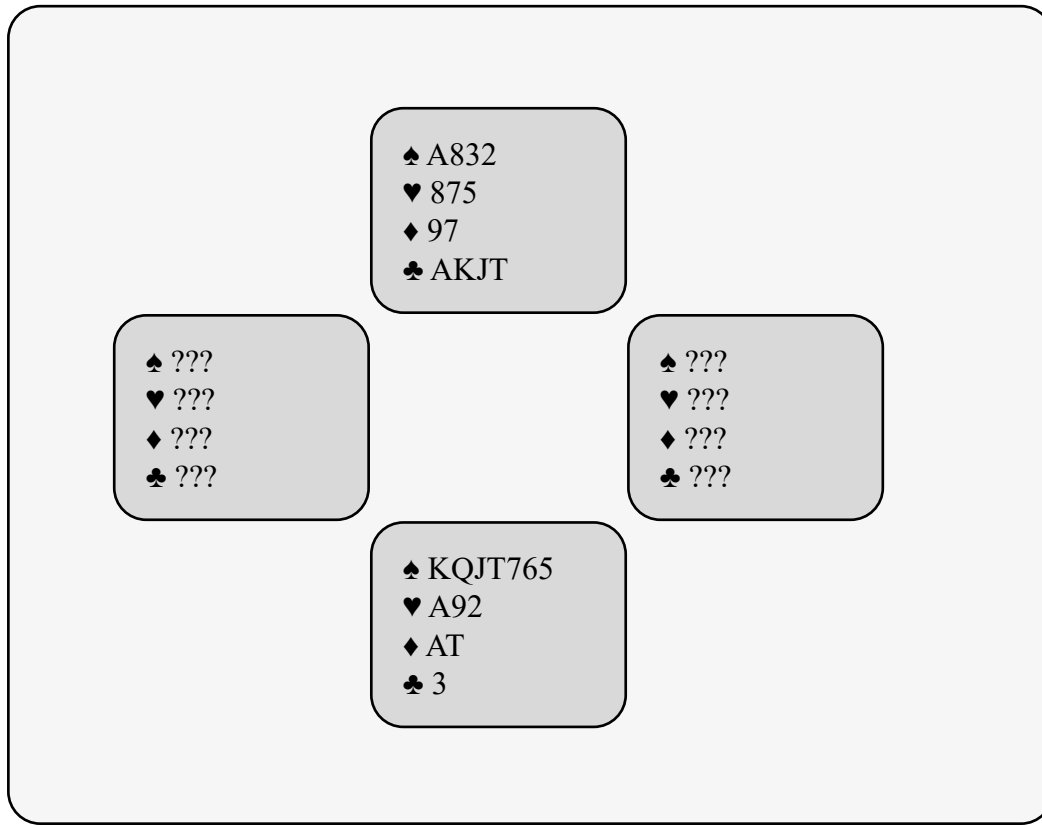 ♠ A832
♥ 875
♦ 97
♣ AKJT
♠ ???
♥ ???
♦ ???
♣ ???
♠ ???
♥ ???
♦ ???
♣ ???
♠ KQJT765
♥ A92
♦ AT
♣ 3